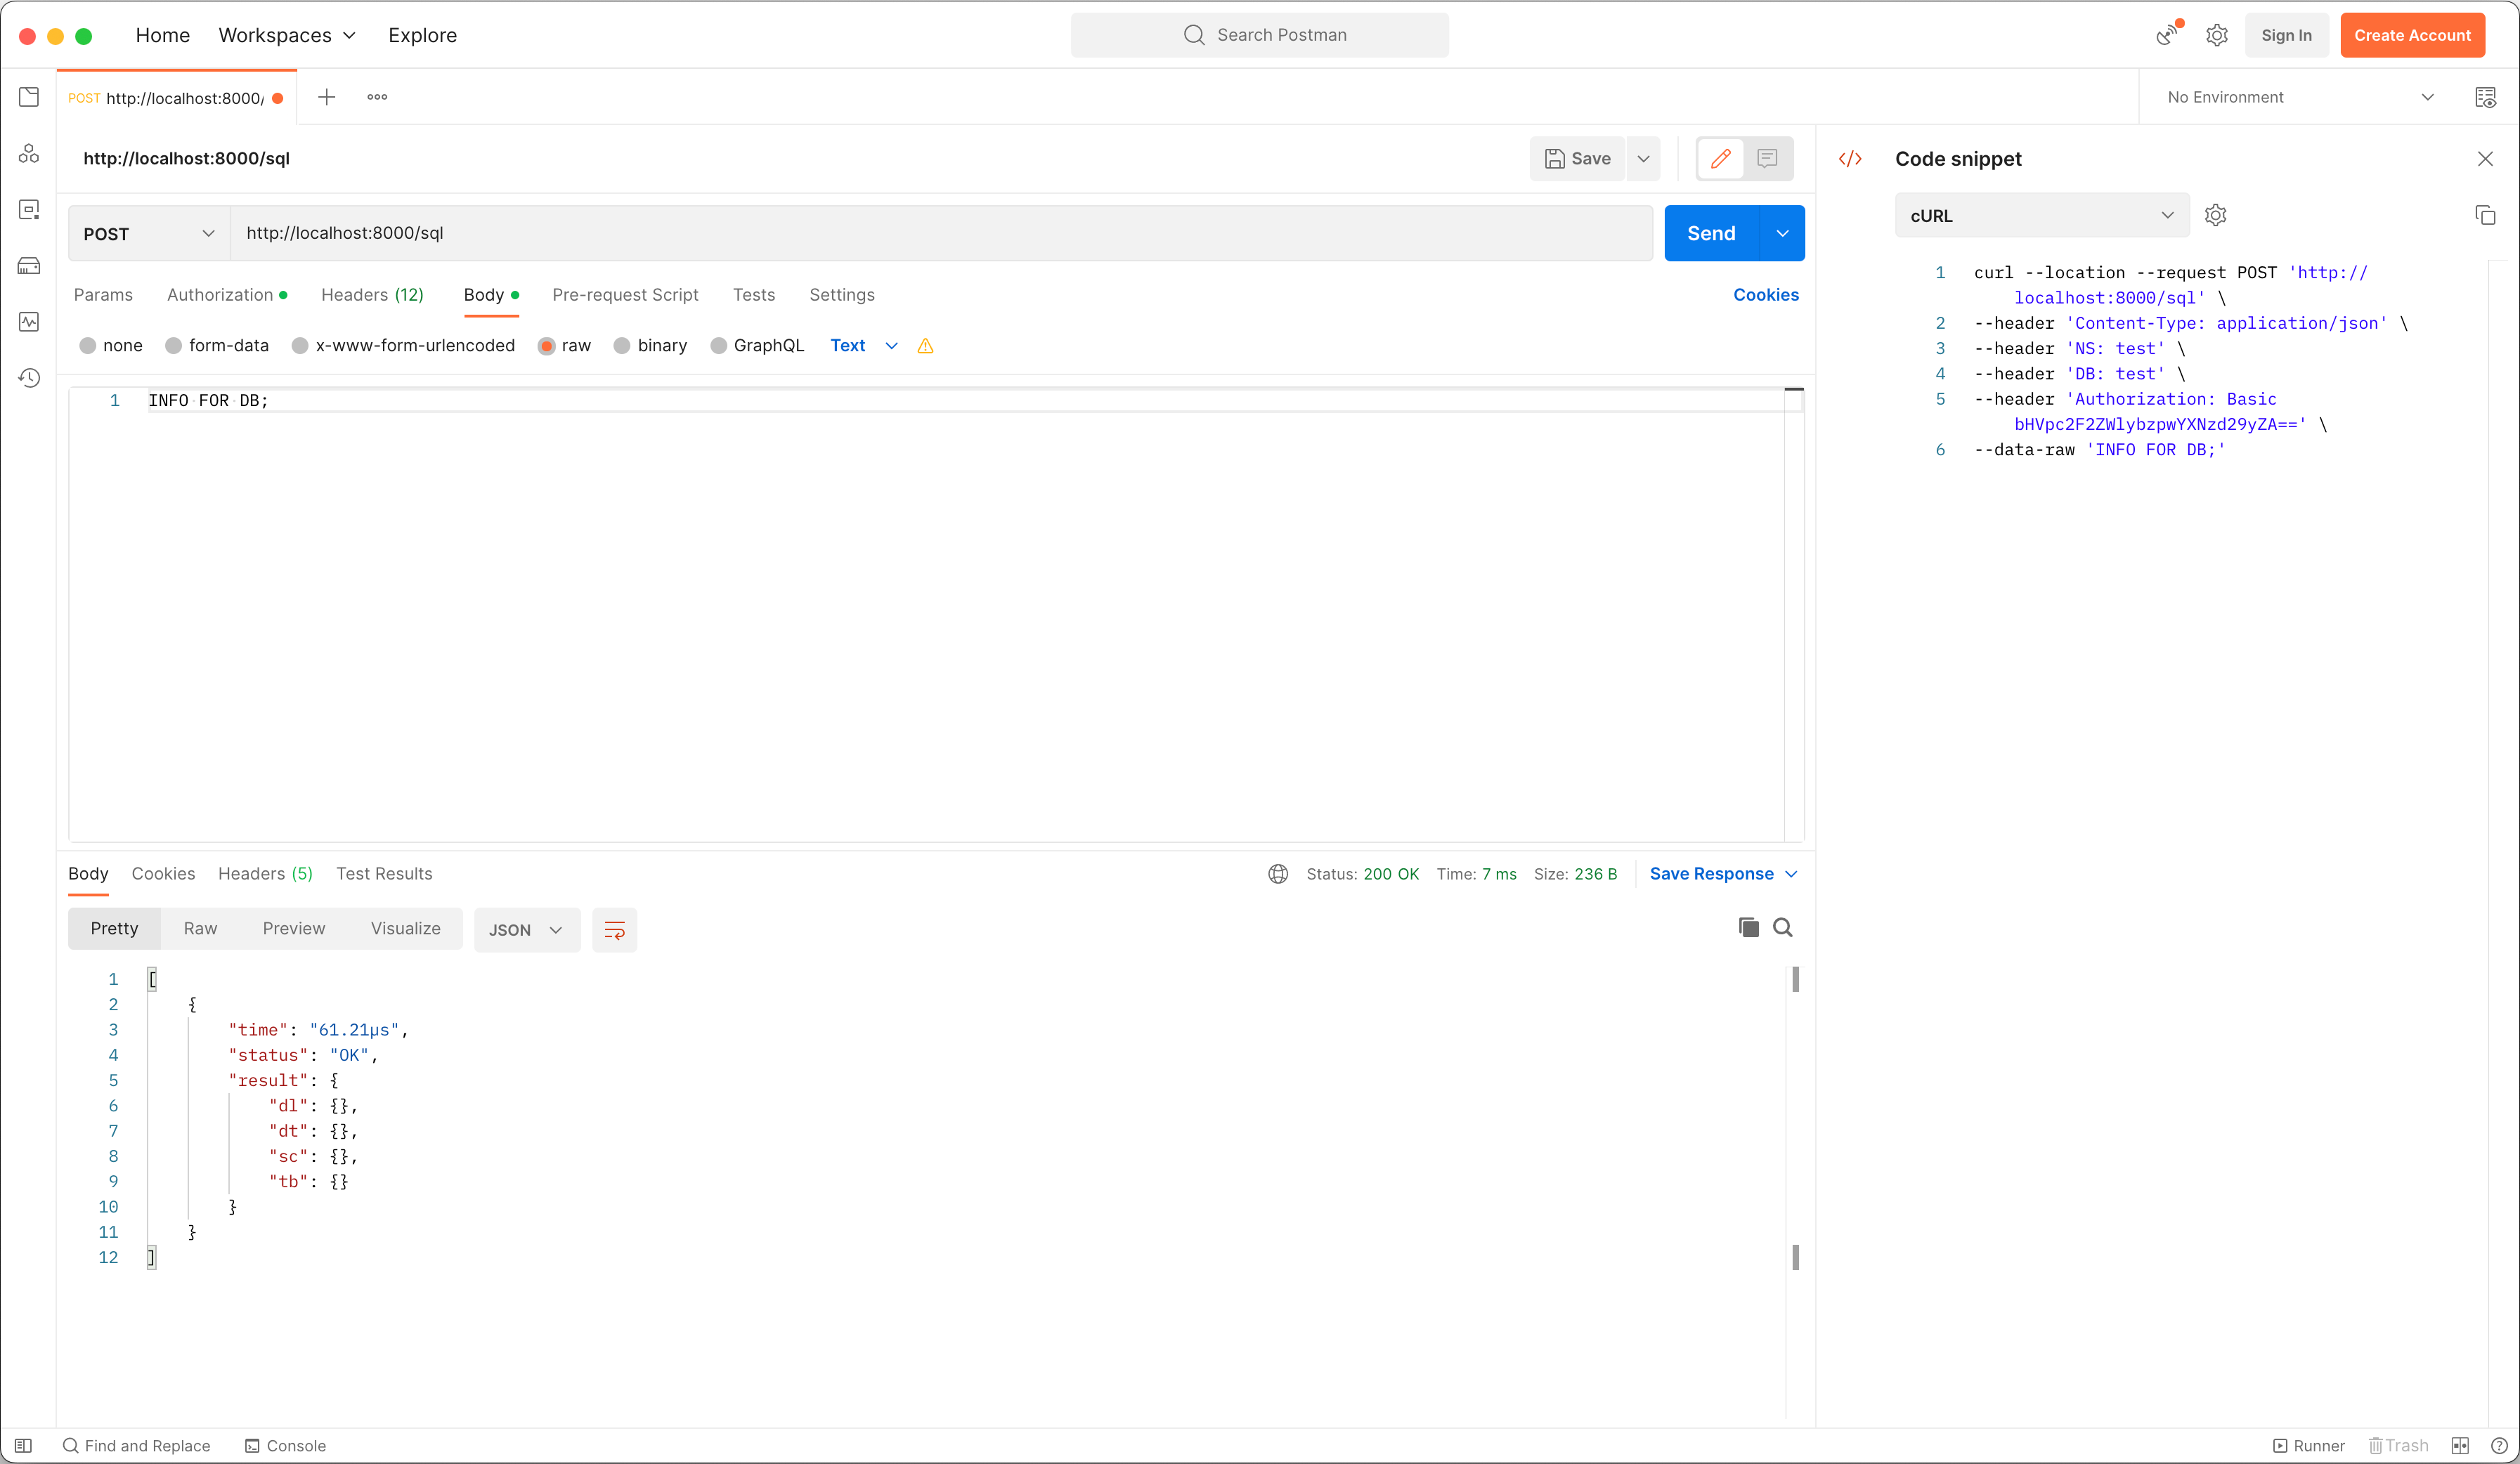 Home Workspaces Explore Search Postman Sign In Create Account
POST http://localhost:8000/ No Environment
http://localhost:8000/sql Save
POST http://localhost:8000/sql Send
Params Authorization Headers (12) Body Pre-request Script Tests Settings Cookies
none form-data x-www-form-urlencoded raw binary GraphQL Text
1 INFO FOR DB;
Code snippet
cURL
1 curl --location --request POST 'http://
localhost:8000/sql' \
2 --header 'Content-Type: application/json' \
3 --header 'NS: test' \
4 --header 'DB: test' \
5 --header 'Authorization: Basic
bHVpc2F2ZWlybzpwYXNzd29yZA==' \
6 --data-raw 'INFO FOR DB;'
Body Cookies Headers (5) Test Results Status: 200 OK Time: 7 ms Size: 236 B Save Response
Pretty Raw Preview Visualize JSON
1 [
2 {
3 "time": "61.21µs",
4 "status": "OK",
5 "result": {
6 "dl": {},
7 "dt": {},
8 "sc": {},
9 "tb": {}
10 }
11 }
12 ]
Find and Replace Console Runner Trash